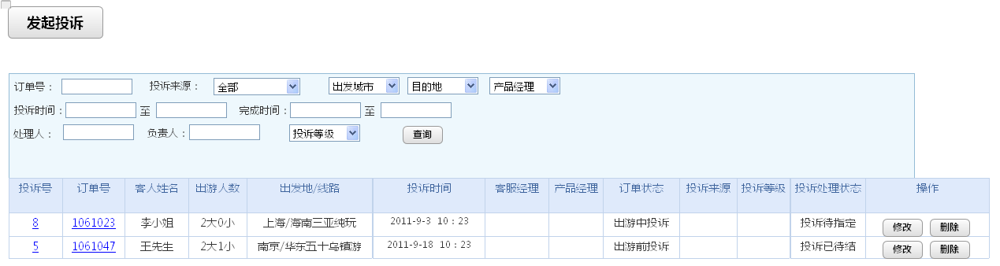 发起投诉
订单号： 投诉来源： 全部 出发城市 目的地 产品经理
投诉时间： 至 完成时间： 至
处理人： 负责人： 投诉等级 查询
投诉号 订单号 客人姓名 出游人数 出发地/线路 投诉时间 客服经理 产品经理 订单状态 投诉来源 投诉等级 投诉处理状态 操作
8 1061023 李小姐 2大0小 上海/海南三亚纯玩 2011-9-3 10：23 出游中投诉 投诉待指定 修改 删除
5 1061047 王先生 2大1小 南京/华东五十乌镇游 2011-9-18 10：23 出游前投诉 投诉已待结 修改 删除